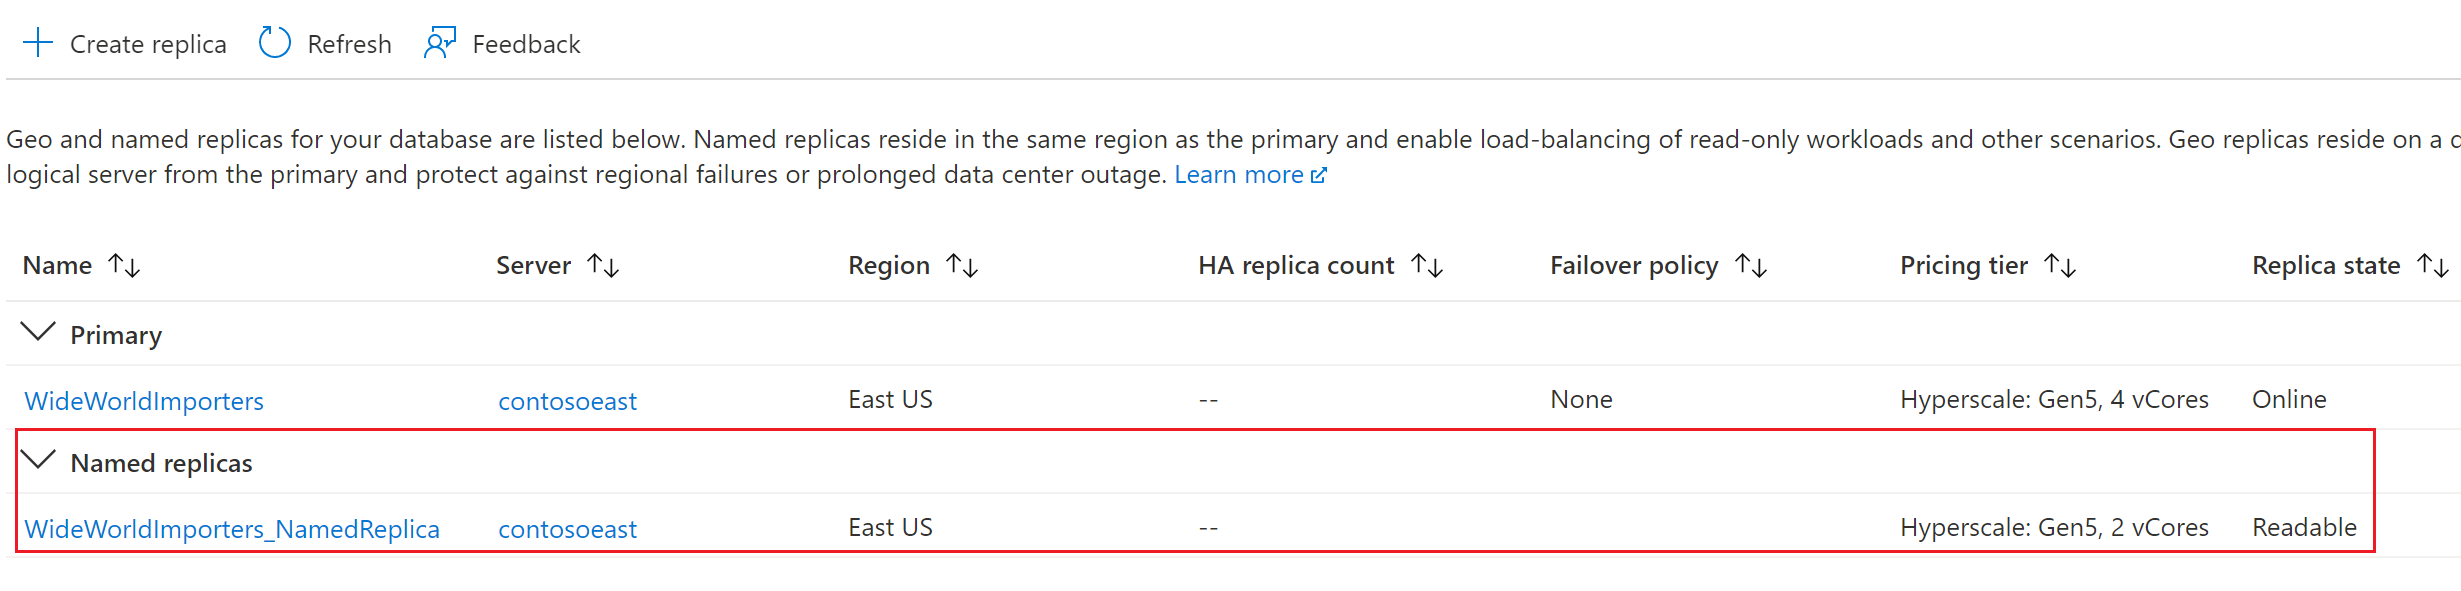 Create replica Refresh Feedback
Geo and named replicas for your database are listed below. Named replicas reside in the same region as the primary and enable load-balancing of read-only workloads and other scenarios. Geo replicas reside on a
logical server from the primary and protect against regional failures or prolonged data center outage. Learn more
Name Server Region HA replica count Failover policy Pricing tier Replica state
Primary
WideWorldImporters contosoeast East US -- None Hyperscale: Gen5, 4 vCores Online
Named replicas
WideWorldImporters_NamedReplica contosoeast East US -- Hyperscale: Gen5, 2 vCores Readable